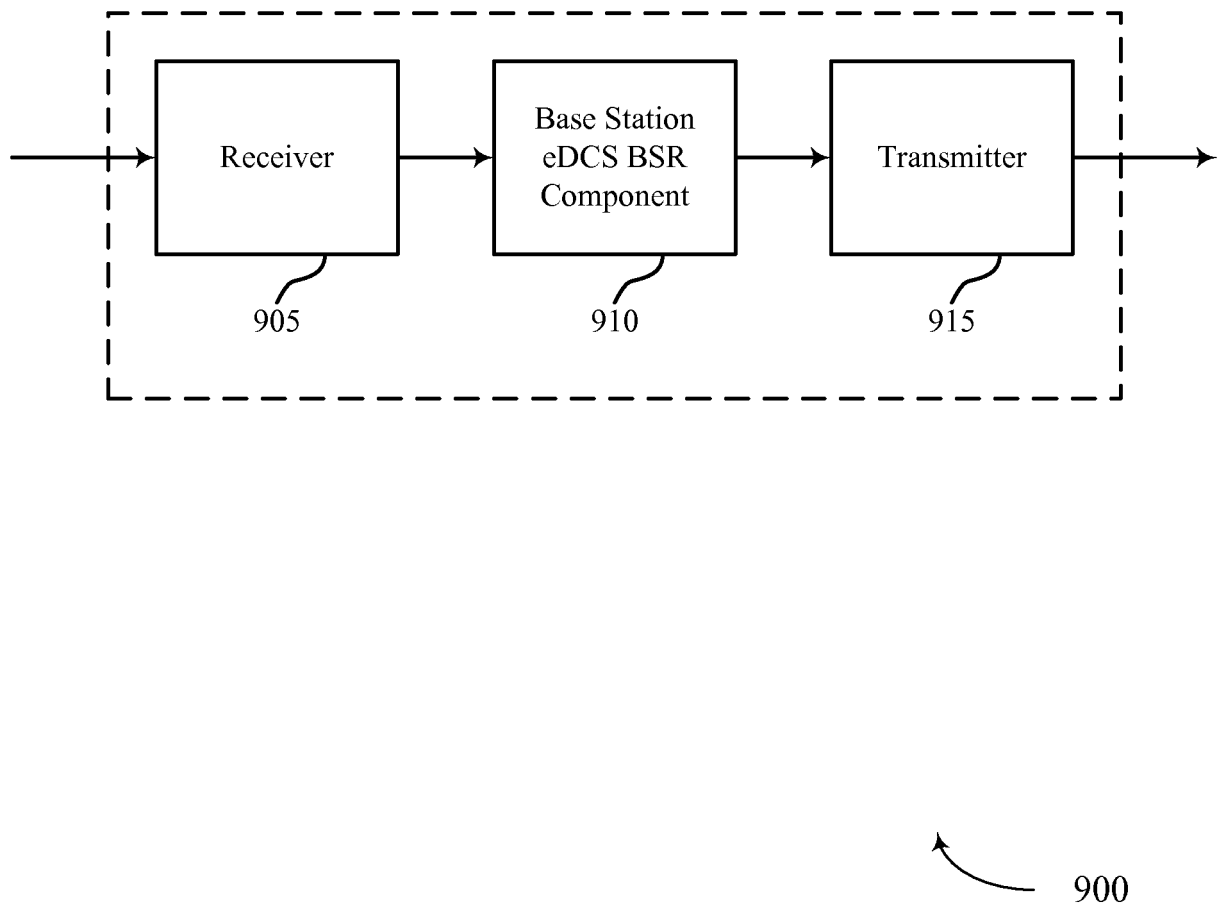 Receiver
Base Station
eDCS BSR
Component
Transmitter
905
910
915
900